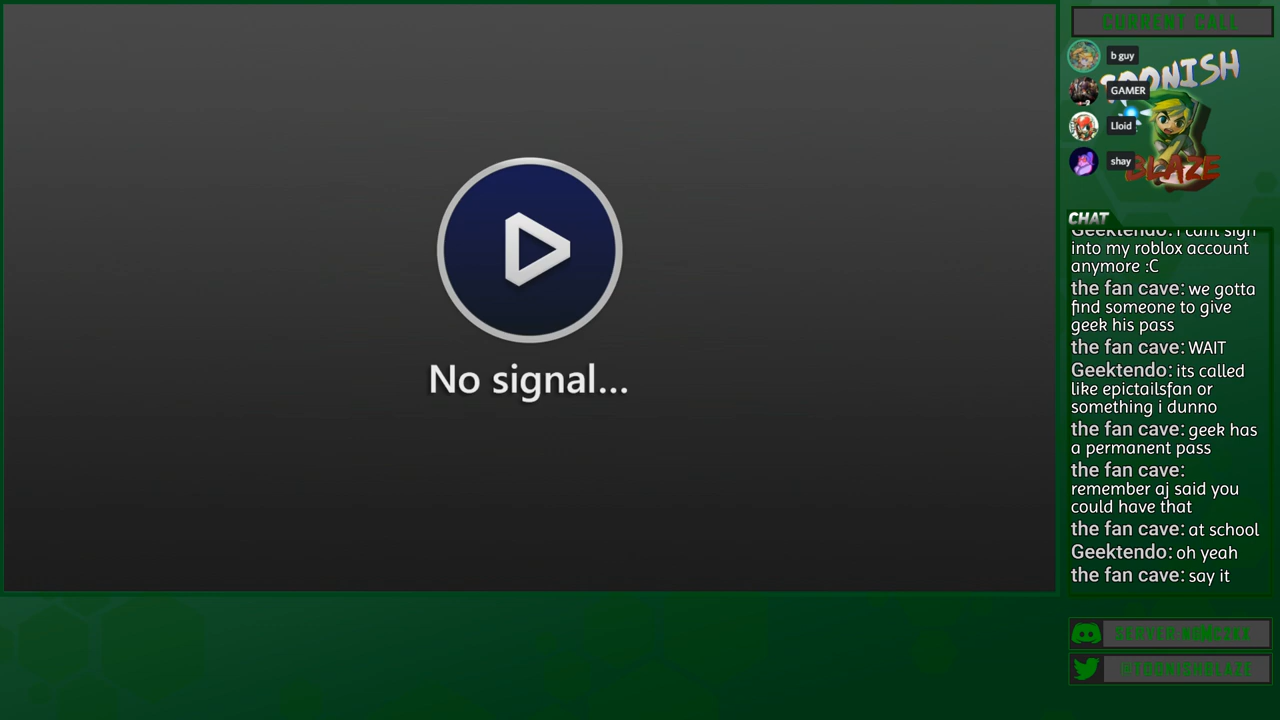 CURRENT CALL
b guy
GAMER
Lloid
shay
TOONISH
BLAZE
No signal...
CHAT
Geektendo: i cant sign
into my roblox account
anymore :C
the fan cave: we gotta
find someone to give
geek his pass
the fan cave: WAIT
Geektendo: its called
like epictailsfan or
something i dunno
the fan cave: geek has
a permanent pass
the fan cave:
remember aj said you
could have that
the fan cave: at school
Geektendo: oh yeah
the fan cave: say it
@TOONISHBLAZE